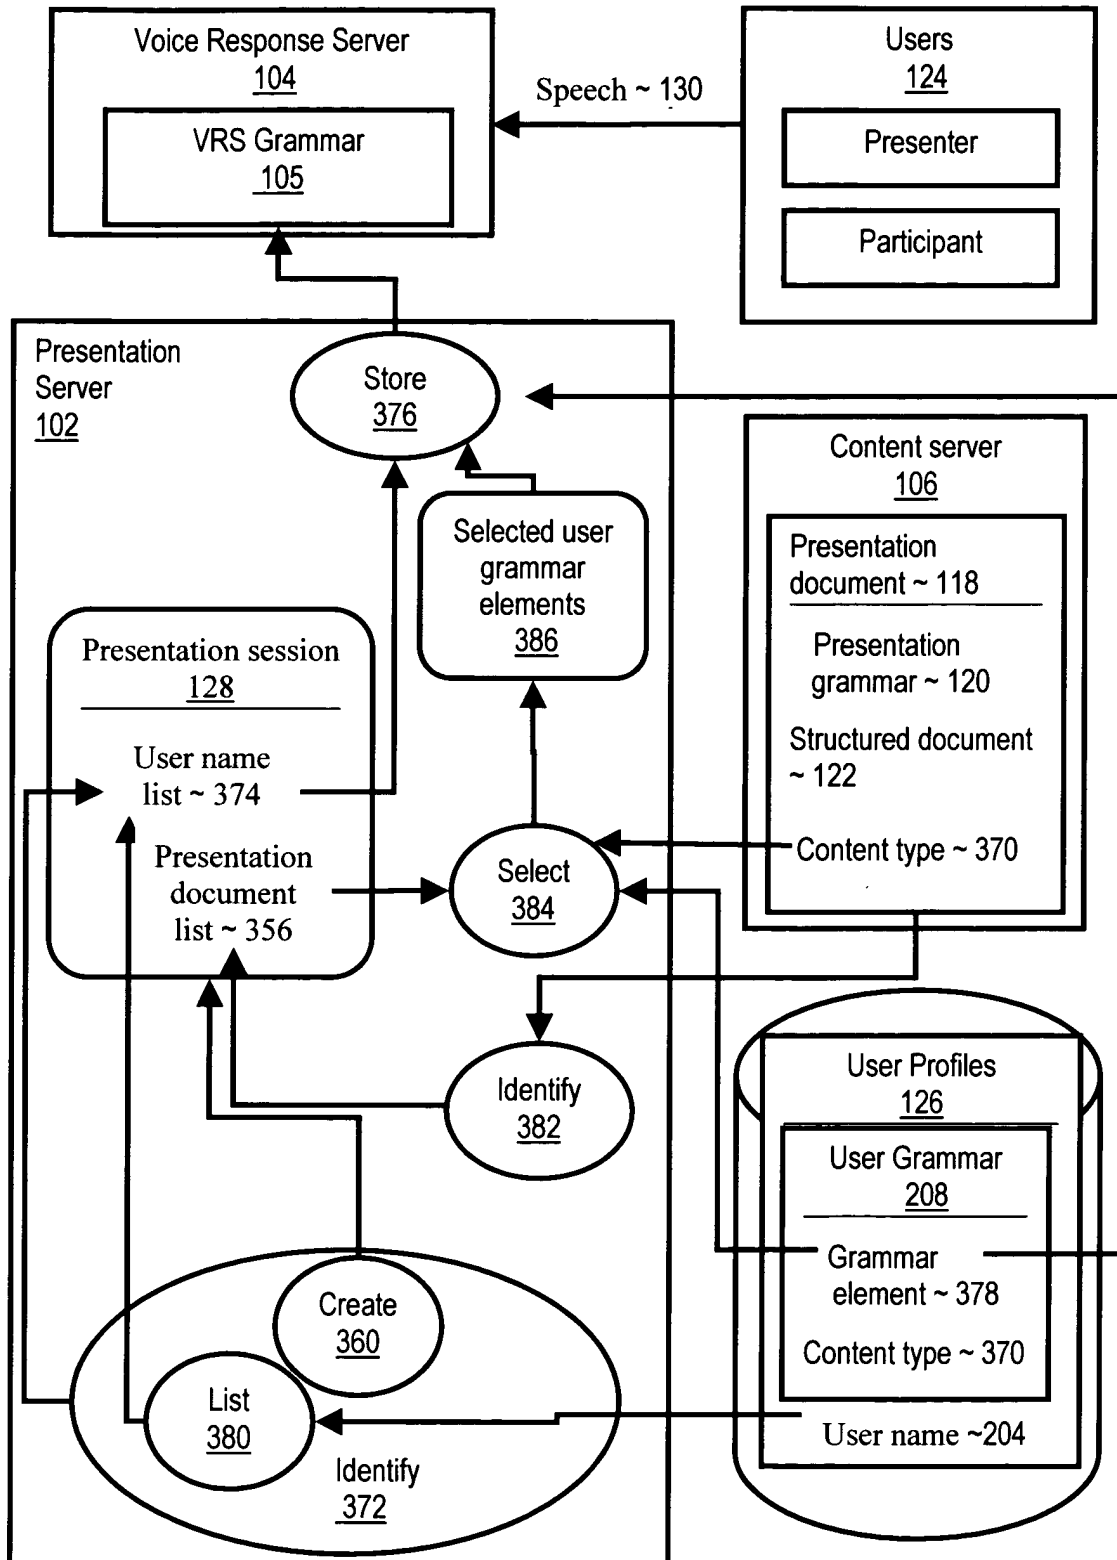 Voice Response Server
104
VRS Grammar
105
Speech ~ 130
Users
124
Presenter
Participant
Presentation
Server
102
Store
376
Selected user
grammar
elements
386
Content server
106
Presentation
document ~ 118
Presentation
grammar ~ 120
Structured document
~ 122
Content type ~ 370
Presentation session
128
User name
list ~ 374
Presentation
document
list ~ 356
Select
384
Identify
382
User Profiles
126
User Grammar
208
Grammar
element ~ 378
Content type ~ 370
User name ~204
Create
360
List
380
Identify
372